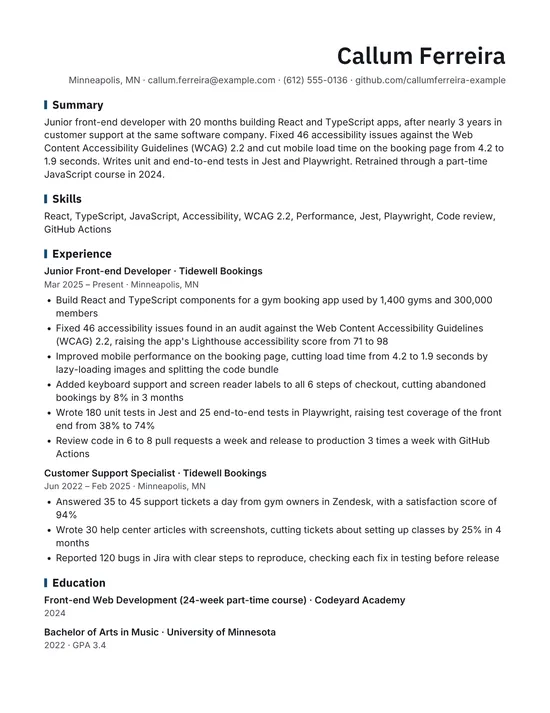 Callum Ferreira
Minneapolis, MN · callum.ferreira@example.com · (612) 555-0136 · github.com/callumferreira-example
Summary
Junior front-end developer with 20 months building React and TypeScript apps, after nearly 3 years in
customer support at the same software company. Fixed 46 accessibility issues against the Web
Content Accessibility Guidelines (WCAG) 2.2 and cut mobile load time on the booking page from 4.2 to
1.9 seconds. Writes unit and end-to-end tests in Jest and Playwright. Retrained through a part-time
JavaScript course in 2024.
Skills
React, TypeScript, JavaScript, Accessibility, WCAG 2.2, Performance, Jest, Playwright, Code review,
GitHub Actions
Experience
Junior Front-end Developer · Tidewell Bookings
Mar 2025 – Present · Minneapolis, MN
• Build React and TypeScript components for a gym booking app used by 1,400 gyms and 300,000
members
• Fixed 46 accessibility issues found in an audit against the Web Content Accessibility Guidelines
(WCAG) 2.2, raising the app's Lighthouse accessibility score from 71 to 98
• Improved mobile performance on the booking page, cutting load time from 4.2 to 1.9 seconds by
lazy-loading images and splitting the code bundle
• Added keyboard support and screen reader labels to all 6 steps of checkout, cutting abandoned
bookings by 8% in 3 months
• Wrote 180 unit tests in Jest and 25 end-to-end tests in Playwright, raising test coverage of the front
end from 38% to 74%
• Review code in 6 to 8 pull requests a week and release to production 3 times a week with GitHub
Actions
Customer Support Specialist · Tidewell Bookings
Jun 2022 – Feb 2025 · Minneapolis, MN
• Answered 35 to 45 support tickets a day from gym owners in Zendesk, with a satisfaction score of
94%
• Wrote 30 help center articles with screenshots, cutting tickets about setting up classes by 25% in 4
months
• Reported 120 bugs in Jira with clear steps to reproduce, checking each fix in testing before release
Education
Front-end Web Development (24-week part-time course) · Codeyard Academy
2024
Bachelor of Arts in Music · University of Minnesota
2022 · GPA 3.4